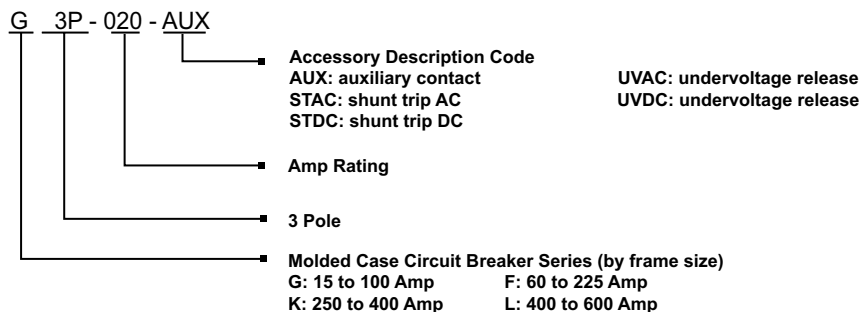 G 3P - 020 - AUX
Accessory Description Code
AUX: auxiliary contact UVAC: undervoltage release
STAC: shunt trip AC UVDC: undervoltage release
STDC: shunt trip DC
Amp Rating
3 Pole
Molded Case Circuit Breaker Series (by frame size)
G: 15 to 100 Amp F: 60 to 225 Amp
K: 250 to 400 Amp L: 400 to 600 Amp